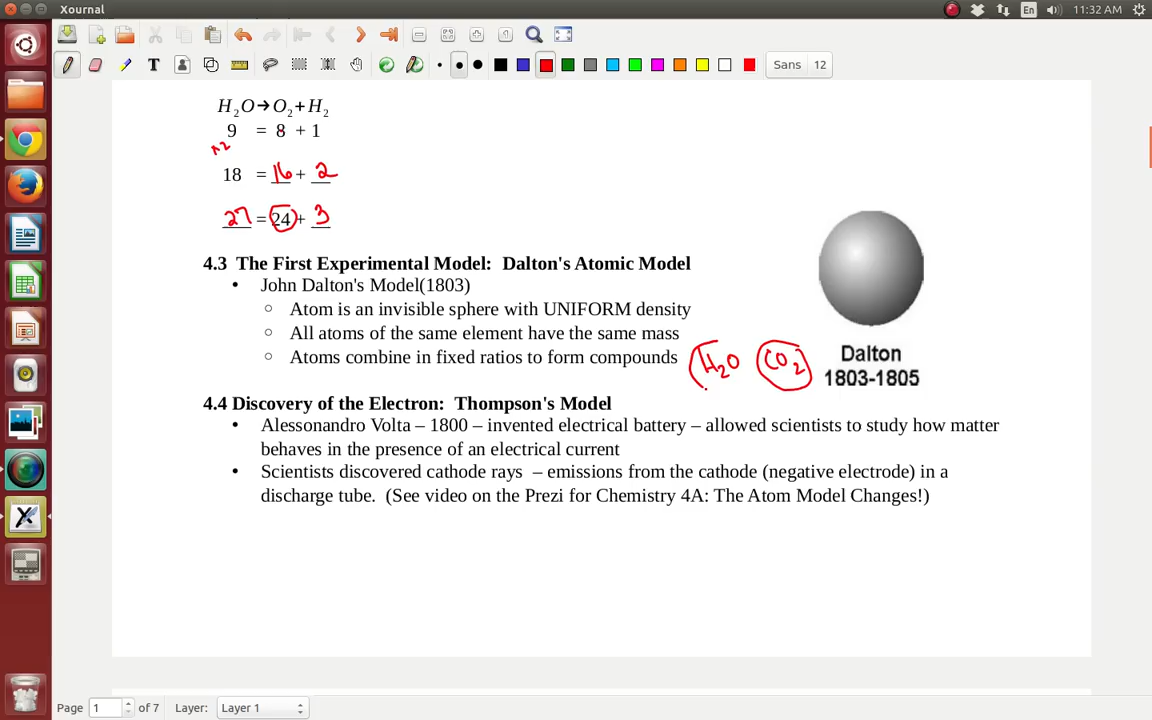 Xournal
En
11:32 AM
T
Sans 12
H2O→O2+H2
9 = 8 + 1
×2
18 = 16 + 2
27 = 24 + 3
4.3 The First Experimental Model: Dalton's Atomic Model
• John Dalton's Model(1803)
○ Atom is an invisible sphere with UNIFORM density
○ All atoms of the same element have the same mass
○ Atoms combine in fixed ratios to form compounds
H2O CO2
Dalton
1803-1805
4.4 Discovery of the Electron: Thompson's Model
• Alessonandro Volta – 1800 – invented electrical battery – allowed scientists to study how matter
behaves in the presence of an electrical current
• Scientists discovered cathode rays – emissions from the cathode (negative electrode) in a
discharge tube. (See video on the Prezi for Chemistry 4A: The Atom Model Changes!)
Page 1 of 7 Layer: Layer 1